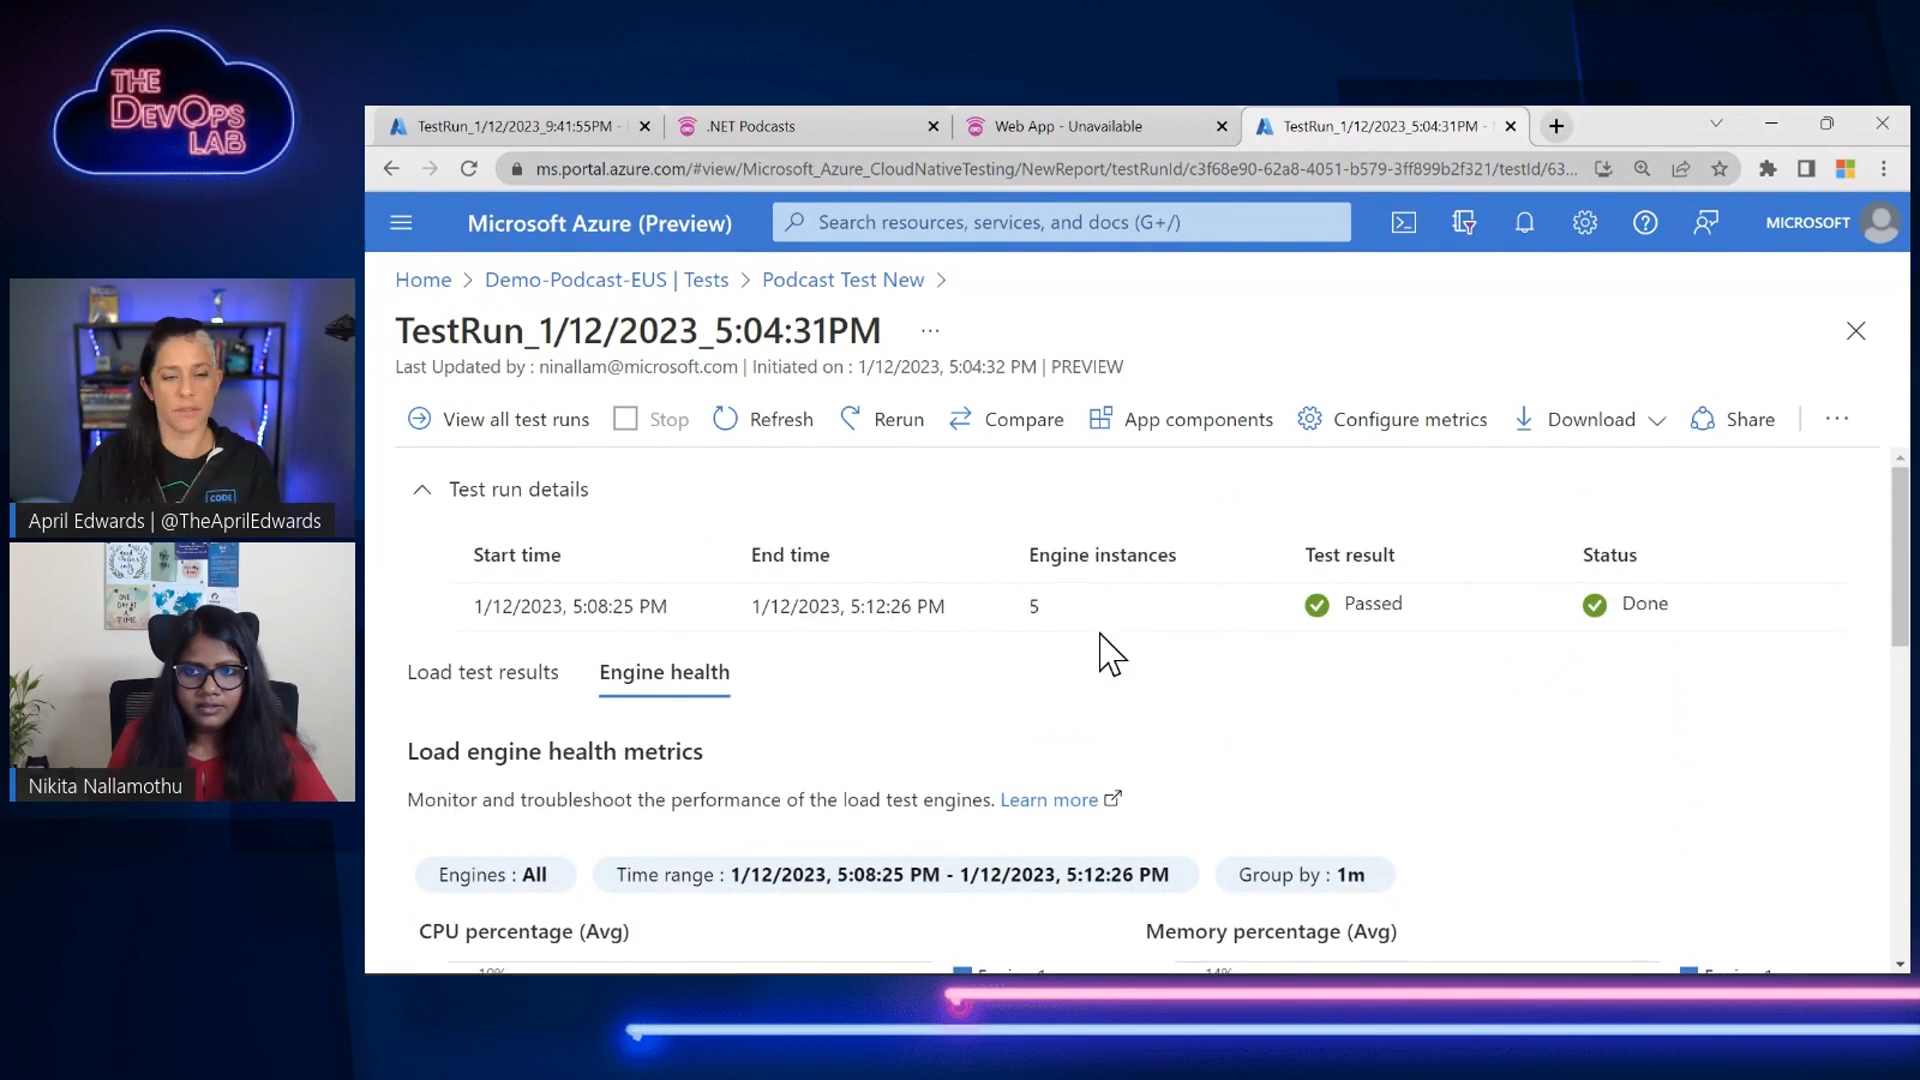 THE
DEVOPS
LAB
TestRun_1/12/2023_9:41:55PM -
.NET Podcasts
Web App - Unavailable
TestRun_1/12/2023_5:04:31PM -
ms.portal.azure.com/#view/Microsoft_Azure_CloudNativeTesting/NewReport/testRunId/c3f68e90-62a8-4051-b579-3ff899b2f321/testId/63...
Microsoft Azure (Preview)
Search resources, services, and docs (G+/)
MICROSOFT
Home > Demo-Podcast-EUS | Tests > Podcast Test New >
TestRun_1/12/2023_5:04:31PM ...
Last Updated by : ninallam@microsoft.com | Initiated on : 1/12/2023, 5:04:32 PM | PREVIEW
View all test runs Stop Refresh Rerun Compare App components Configure metrics Download Share ...
Test run details
Start time End time Engine instances Test result Status
1/12/2023, 5:08:25 PM 1/12/2023, 5:12:26 PM 5 Passed Done
Load test results Engine health
Load engine health metrics
Monitor and troubleshoot the performance of the load test engines. Learn more
Engines : All Time range : 1/12/2023, 5:08:25 PM - 1/12/2023, 5:12:26 PM Group by : 1m
CPU percentage (Avg) Memory percentage (Avg)
CODE
April Edwards | @TheAprilEdwards
ONE
DAY AT
A
TIME
Nikita Nallamothu